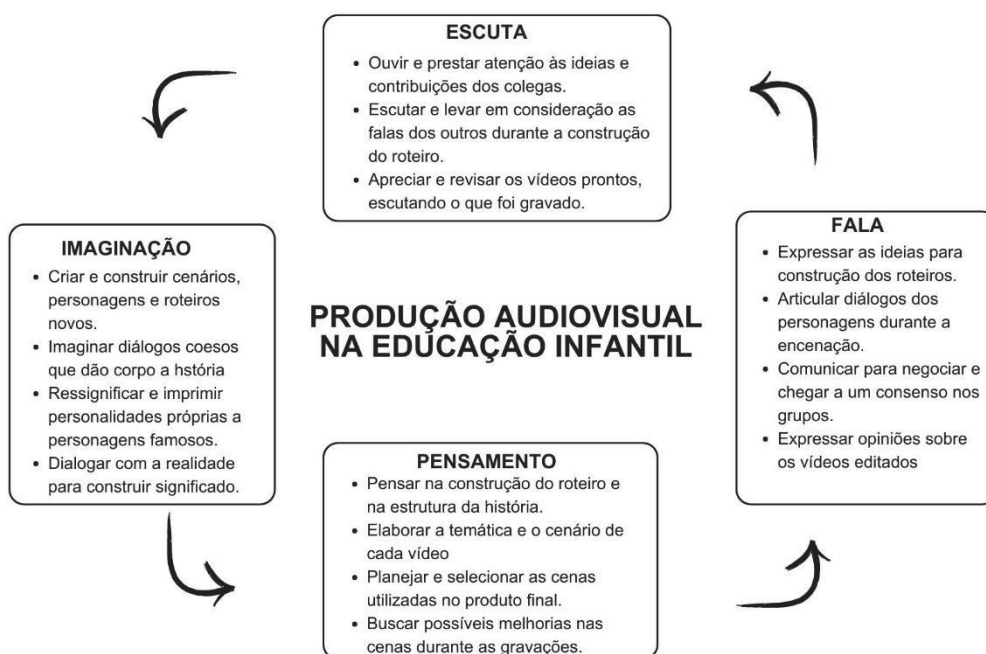 ESCUTA
• Ouvir e prestar atenção às ideias e
contribuições dos colegas.
• Escutar e levar em consideração as
falas dos outros durante a construção
do roteiro.
• Apreciar e revisar os vídeos prontos,
escutando o que foi gravado.
IMAGINAÇÃO
• Criar e construir cenários,
personagens e roteiros
novos.
• Imaginar diálogos coesos
que dão corpo a hstória
• Ressignificar e imprimir
personalidades próprias a
personagens famosos.
• Dialogar com a realidade
para construir significado.
PRODUÇÃO AUDIOVISUAL
NA EDUCAÇÃO INFANTIL
FALA
• Expressar as ideias para
construção dos roteiros.
• Articular diálogos dos
personagens durante a
encenação.
• Comunicar para negociar e
chegar a um consenso nos
grupos.
• Expressar opiniões sobre
os vídeos editados
PENSAMENTO
• Pensar na construção do roteiro e
na estrutura da história.
• Elaborar a temática e o cenário de
cada vídeo
• Planejar e selecionar as cenas
utilizadas no produto final.
• Buscar possíveis melhorias nas
cenas durante as gravações.